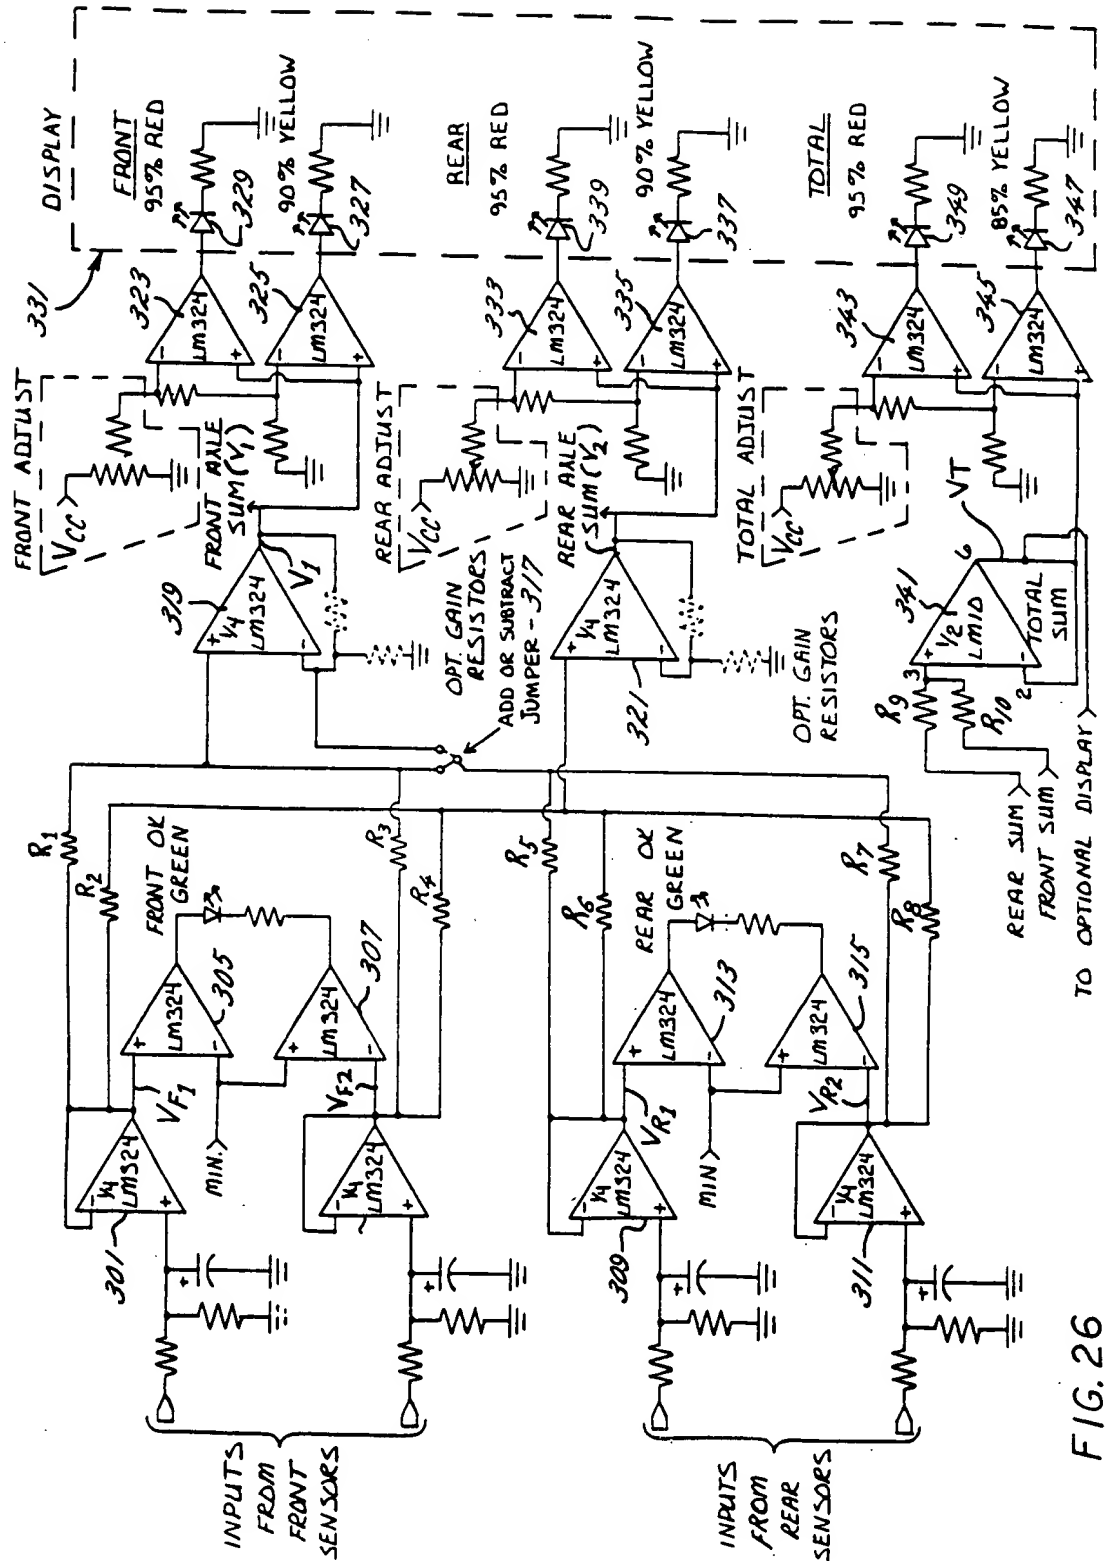 INPUTS
FROM
FRONT
SENSORS
301
1/4
LM324
-
+
VF1
MIN.
1/4
LM324
-
+
VF2
+
LM324
-
305
+
LM324
-
307
FRONT OK
GREEN
R1
R2
R3
R4
INPUTS
FROM
REAR
SENSORS
309
1/4
LM324
-
+
VR1
MIN
311
1/4
LM324
-
+
VR2
+
LM324
-
313
+
LM324
-
315
REAR OK
GREEN
R5
R6
R7
R8
319
+
1/4
LM324
-
V1
OPT. GAIN
RESISTORS
ADD OR SUBTRACT
JUMPER - 317
321
+
1/4
LM324
-
OPT. GAIN
RESISTORS
FRONT ADJUST
VCC
FRONT AXLE
SUM (V1)
REAR ADJUST
VCC
REAR AXLE
SUM (V2)
TOTAL ADJUST
VCC
REAR SUM
FRONT SUM
TO OPTIONAL DISPLAY
R9
R10
3
2
6
+
1/2
LM10
-
341
TOTAL
SUM
VT
331
DISPLAY
323
-
LM324
+
325
-
LM324
+
FRONT
95% RED
329
90% YELLOW
327
333
-
LM324
+
335
-
LM324
+
REAR
95% RED
339
90% YELLOW
337
343
-
LM324
+
345
-
LM324
+
TOTAL
95% RED
349
85% YELLOW
347
FIG. 26